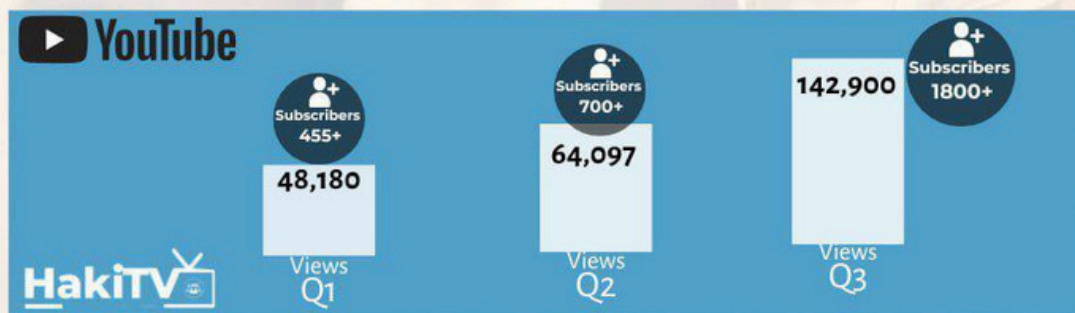 YouTube
Subscribers
455+
48,180
Views
Q1
Subscribers
700+
64,097
Views
Q2
Subscribers
1800+
142,900
Views
Q3
HakiTV